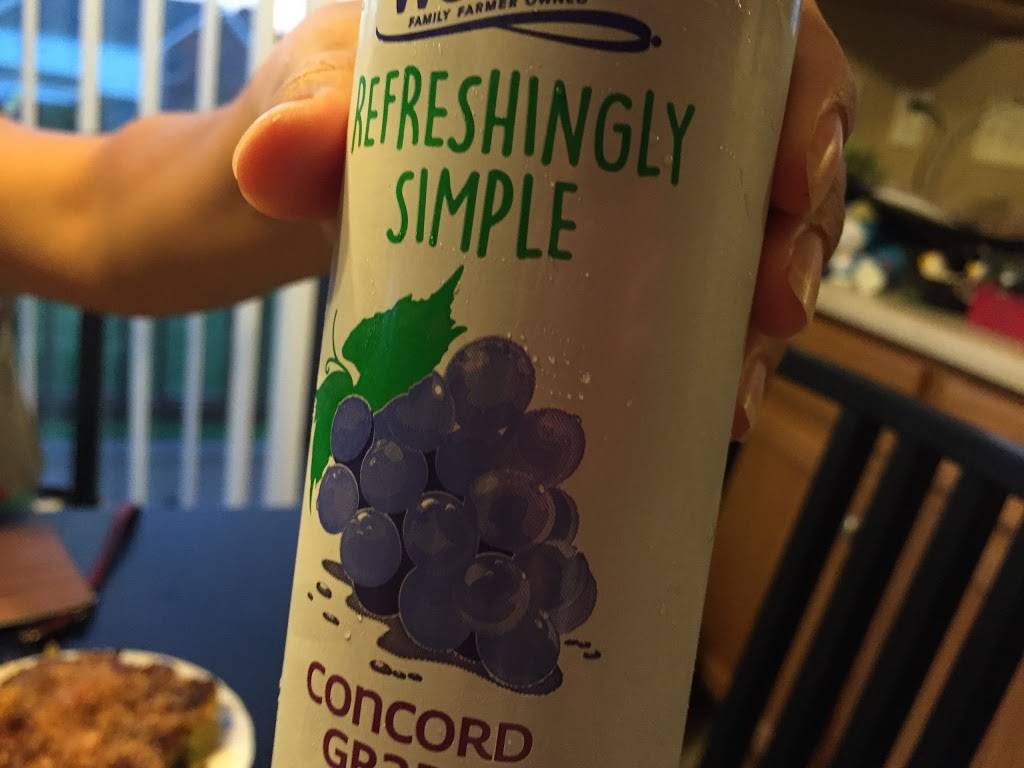 FAMILY FARMER OWNED
REFRESHINGLY
SIMPLE
CONCORD